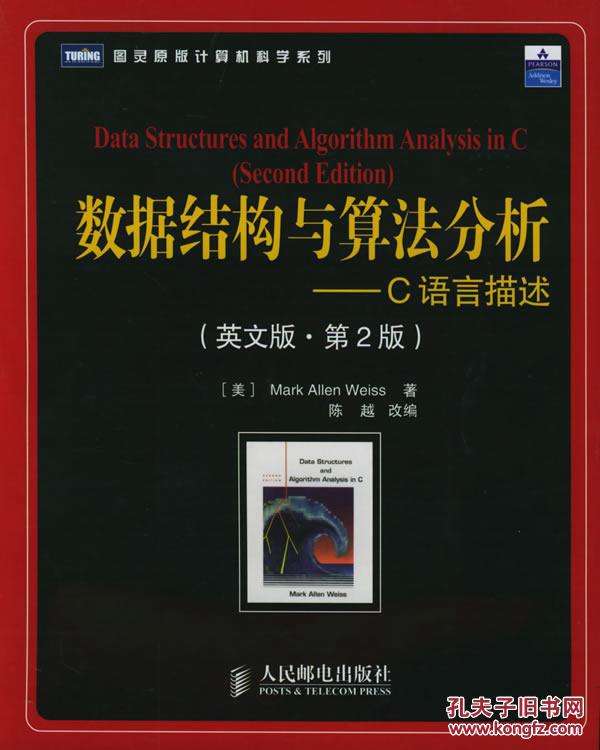 TURING
图灵原版计算机科学系列
PEARSON
Addison
Wesley
Data Structures and Algorithm Analysis in C
(Second Edition)
数据结构与算法分析
——C语言描述
(英文版·第2版)
[美] Mark Allen Weiss 著
陈 越 改编
Data Structures
and
Algorithm Analysis in C
SECOND
EDITION
Mark Allen Weiss
人民邮电出版社
POSTS & TELECOM PRESS
孔夫子旧书网
www.kongfz.com